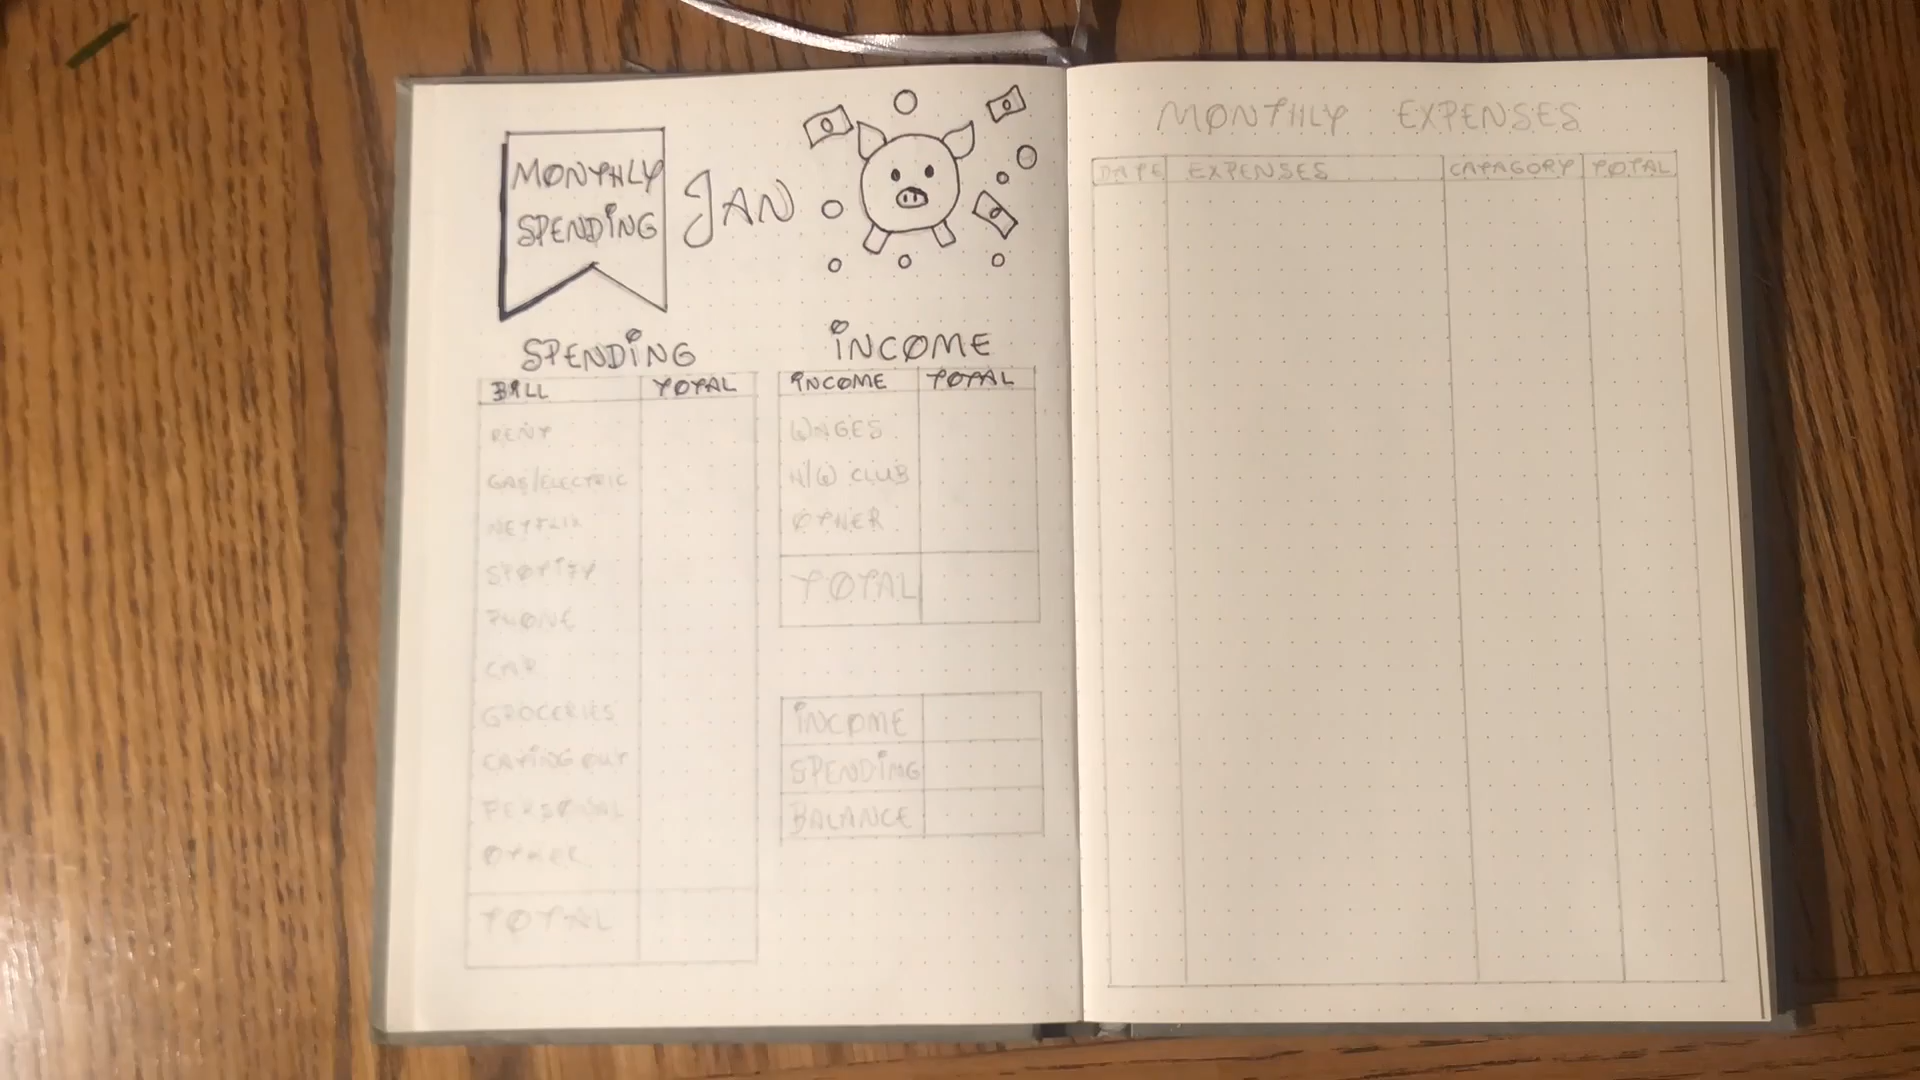 MONTHLY
SPENDING
JAN
SPENDING
BILL TOTAL
RENT
GAS/ELECTRIC
NETFLIX
SPOTIFY
PHONE
CAR
GROCERIES
EATING OUT
PERSONAL
OTHER
TOTAL
INCOME
INCOME TOTAL
WAGES
N/W CLUB
OTHER
TOTAL
INCOME
SPENDING
BALANCE
MONTHLY EXPENSES
DATE EXPENSES CATAGORY TOTAL